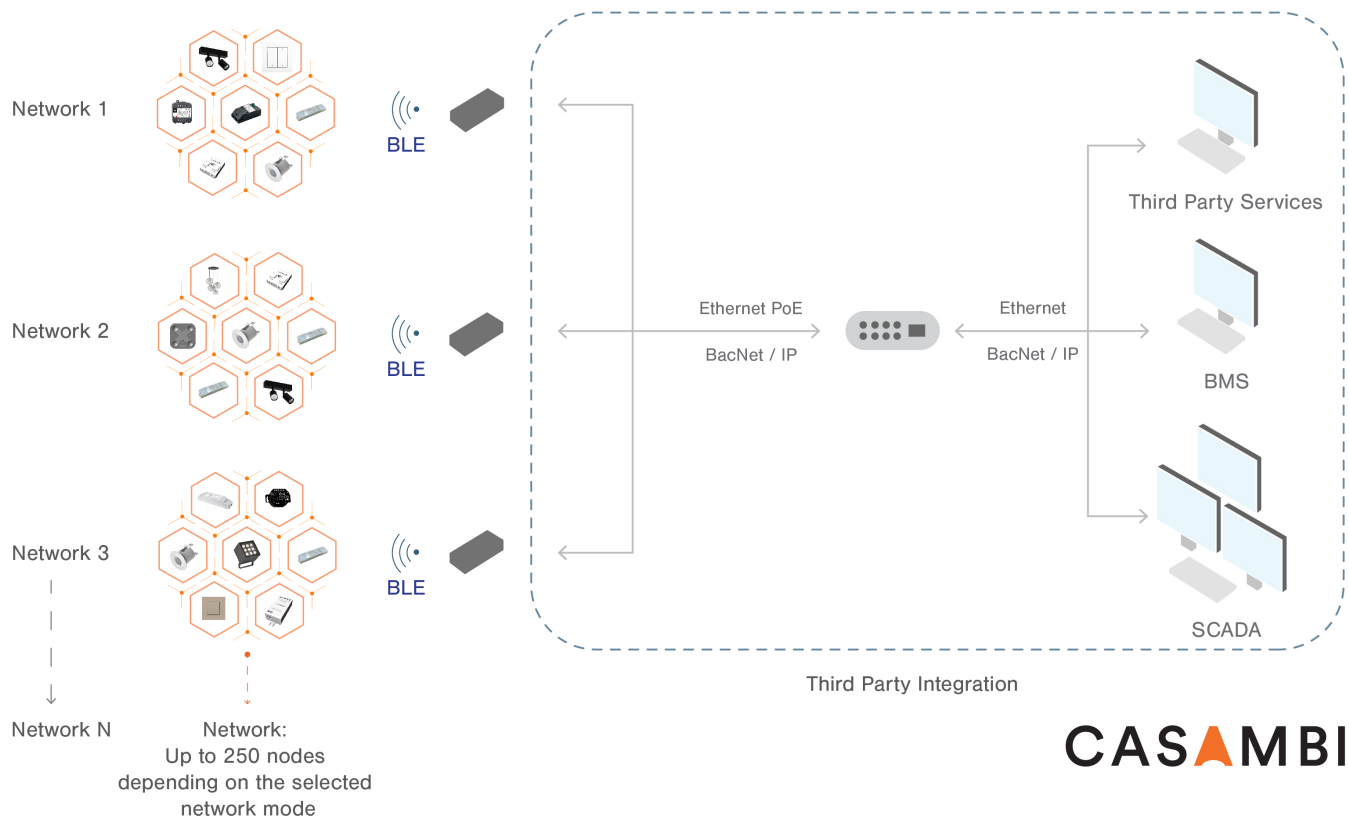 Network 1
BLE
Third Party Services
Network 2
BLE
Ethernet PoE
BacNet / IP
Ethernet
BacNet / IP
BMS
Network 3
BLE
SCADA
Third Party Integration
Network N
Network:
Up to 250 nodes
depending on the selected
network mode
CASAMBI